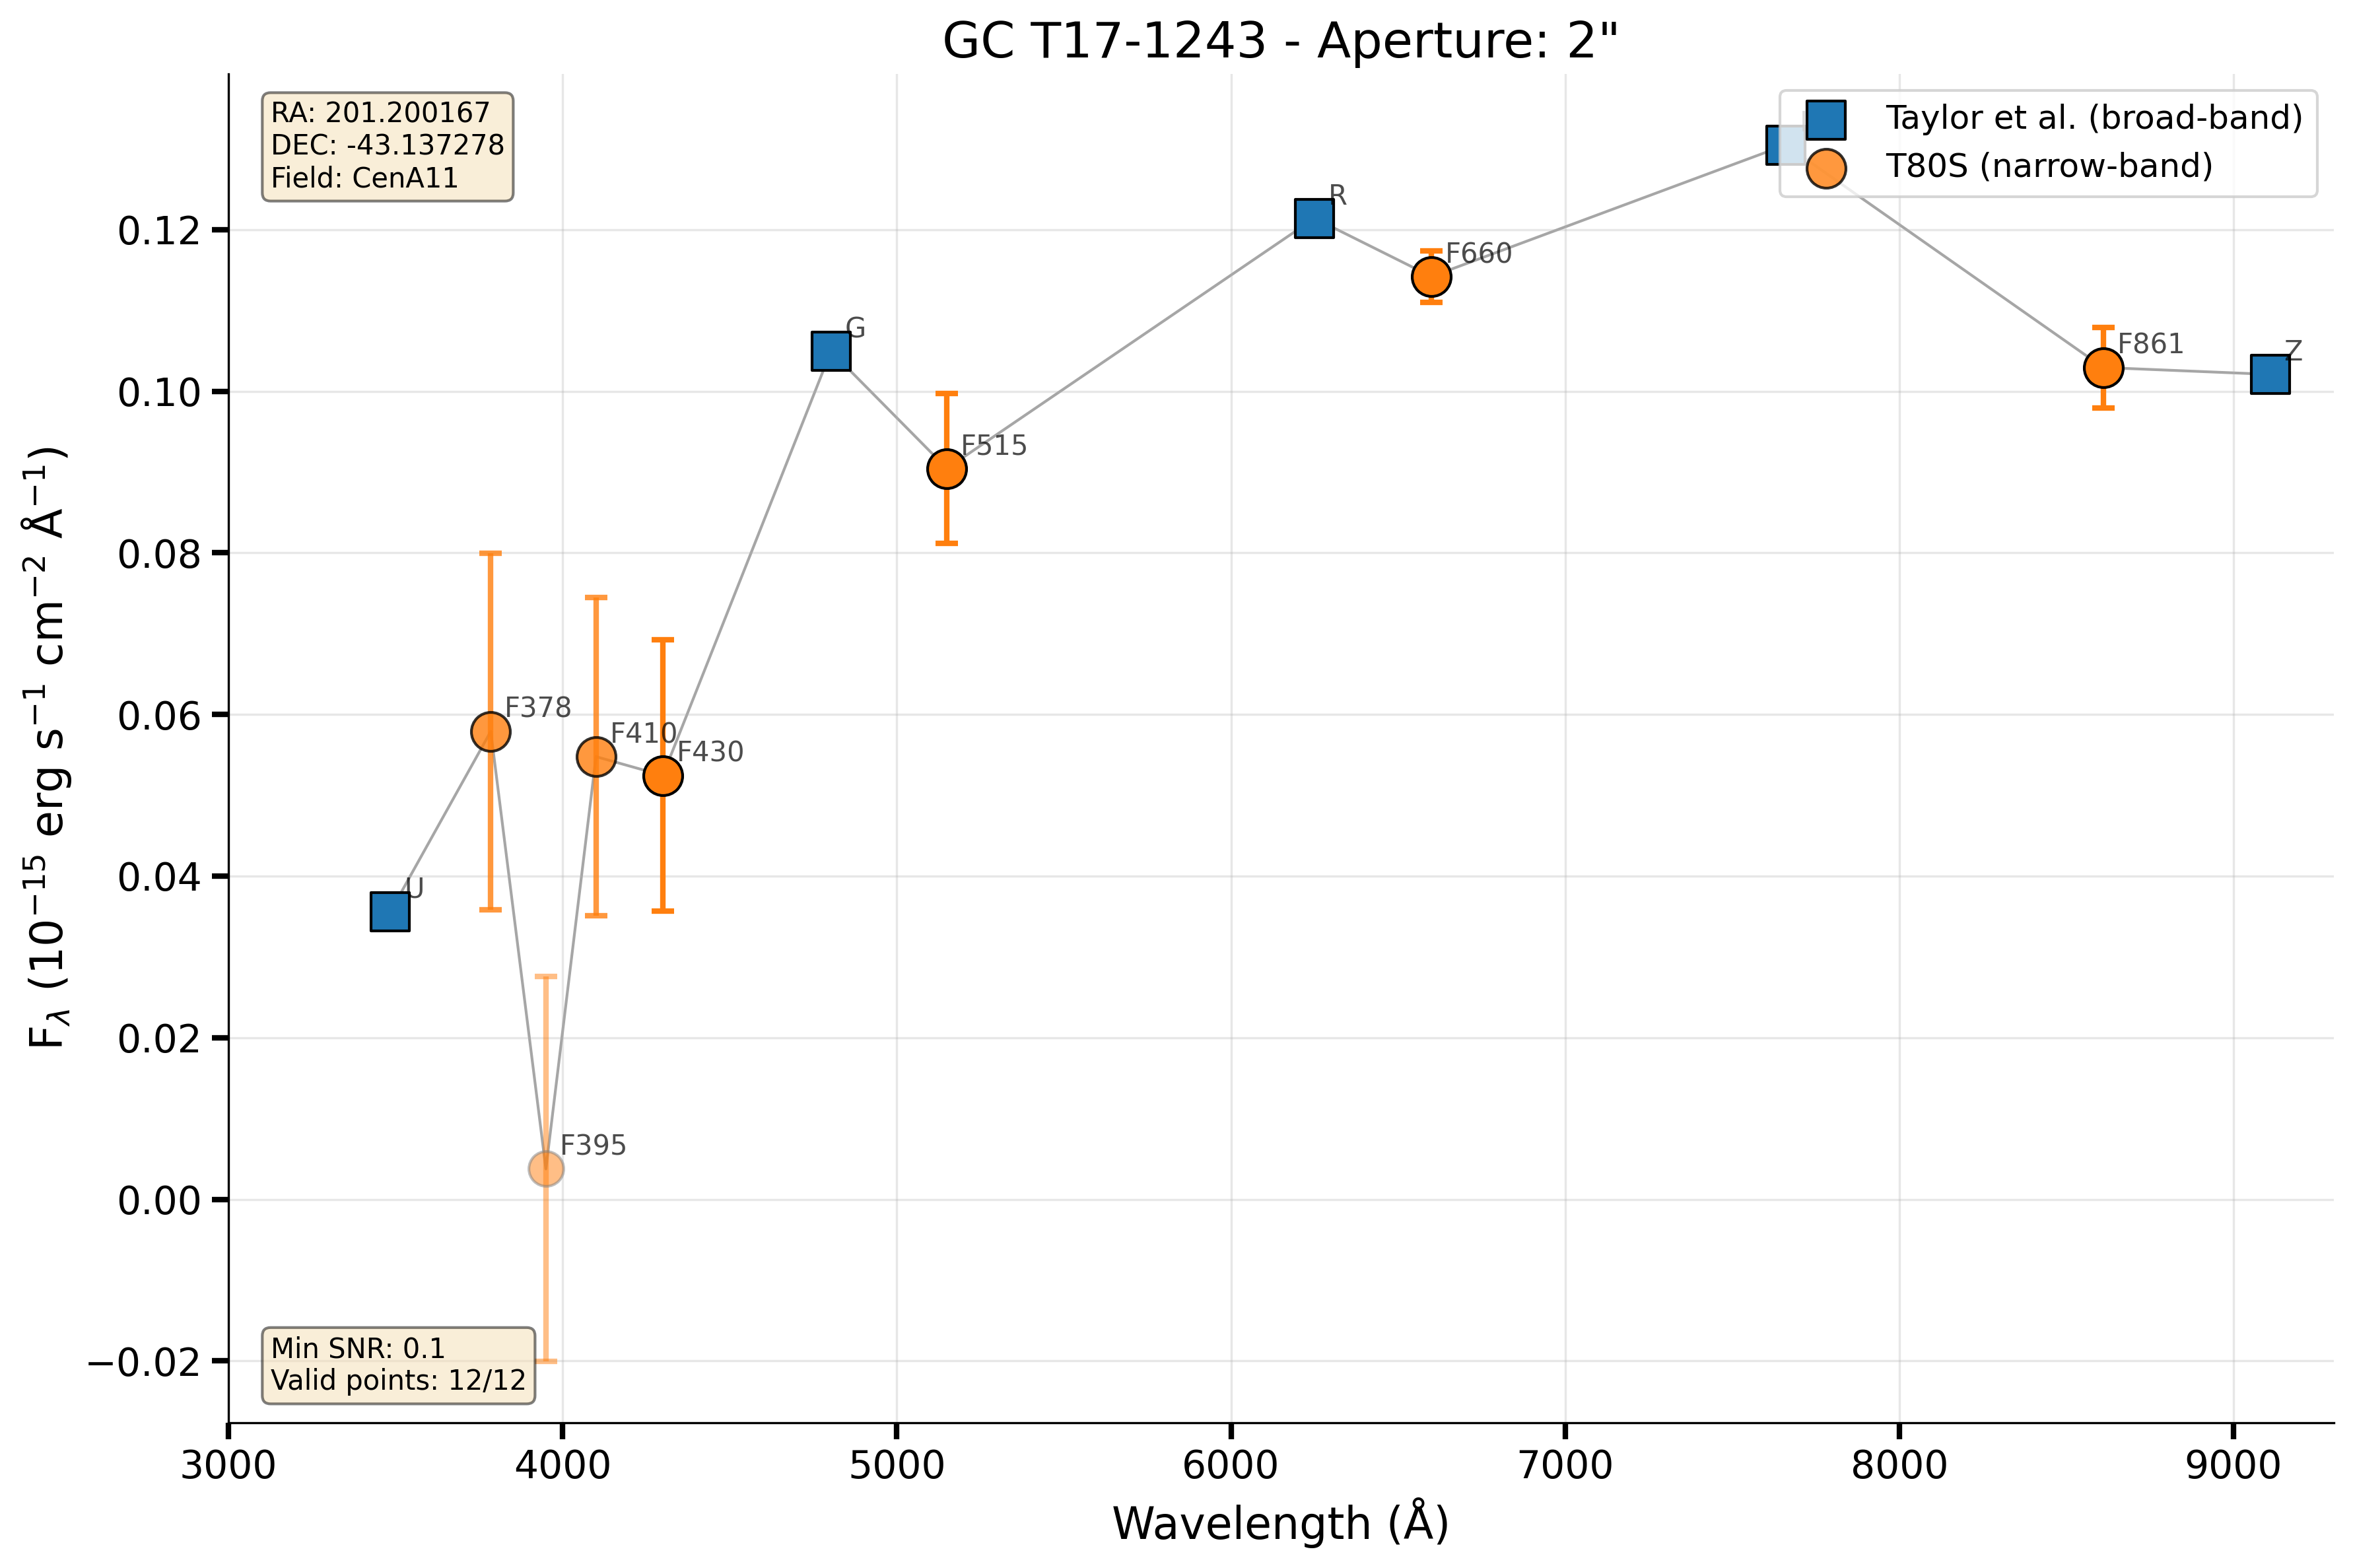 GC T17-1243 - Aperture: 2"
RA: 201.200167
DEC: -43.137278
Field: CenA11
Taylor et al. (broad-band)
T80S (narrow-band)
R
F660
G
F861
Z
F515
F378
F410
F430
U
F395
Min SNR: 0.1
Valid points: 12/12
0.12
0.10
0.08
0.06
0.04
0.02
0.00
−0.02
F_λ (10⁻¹⁵ erg s⁻¹ cm⁻² Å⁻¹)
3000 4000 5000 6000 7000 8000 9000
Wavelength (Å)